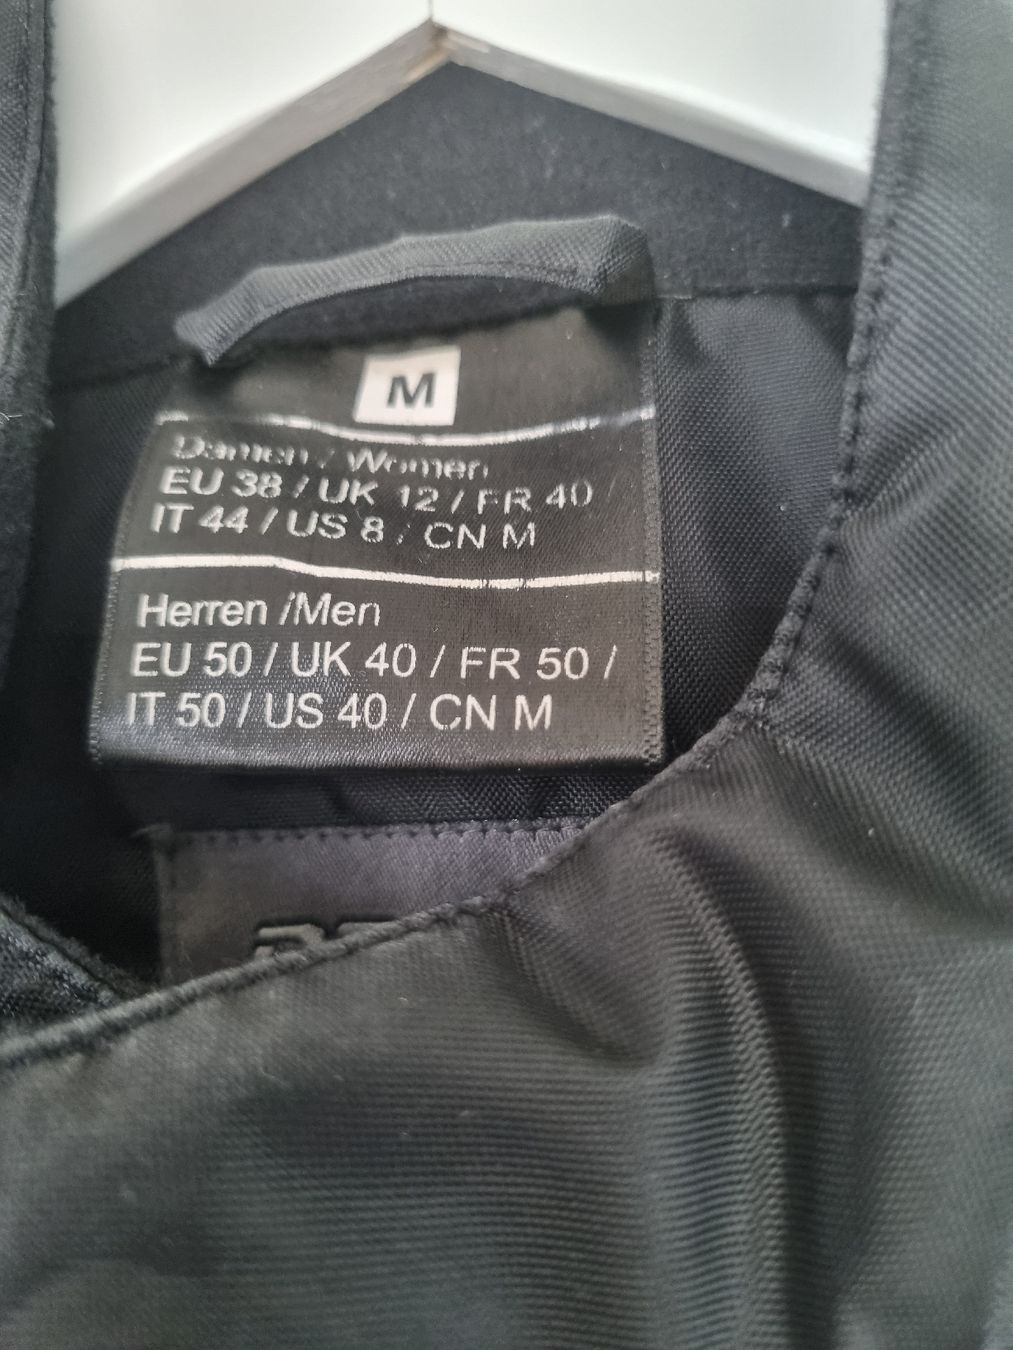 M
Damen / Women
EU 38 / UK 12 / FR 40 /
IT 44 / US 8 / CN M
Herren /Men
EU 50 / UK 40 / FR 50 /
IT 50 / US 40 / CN M